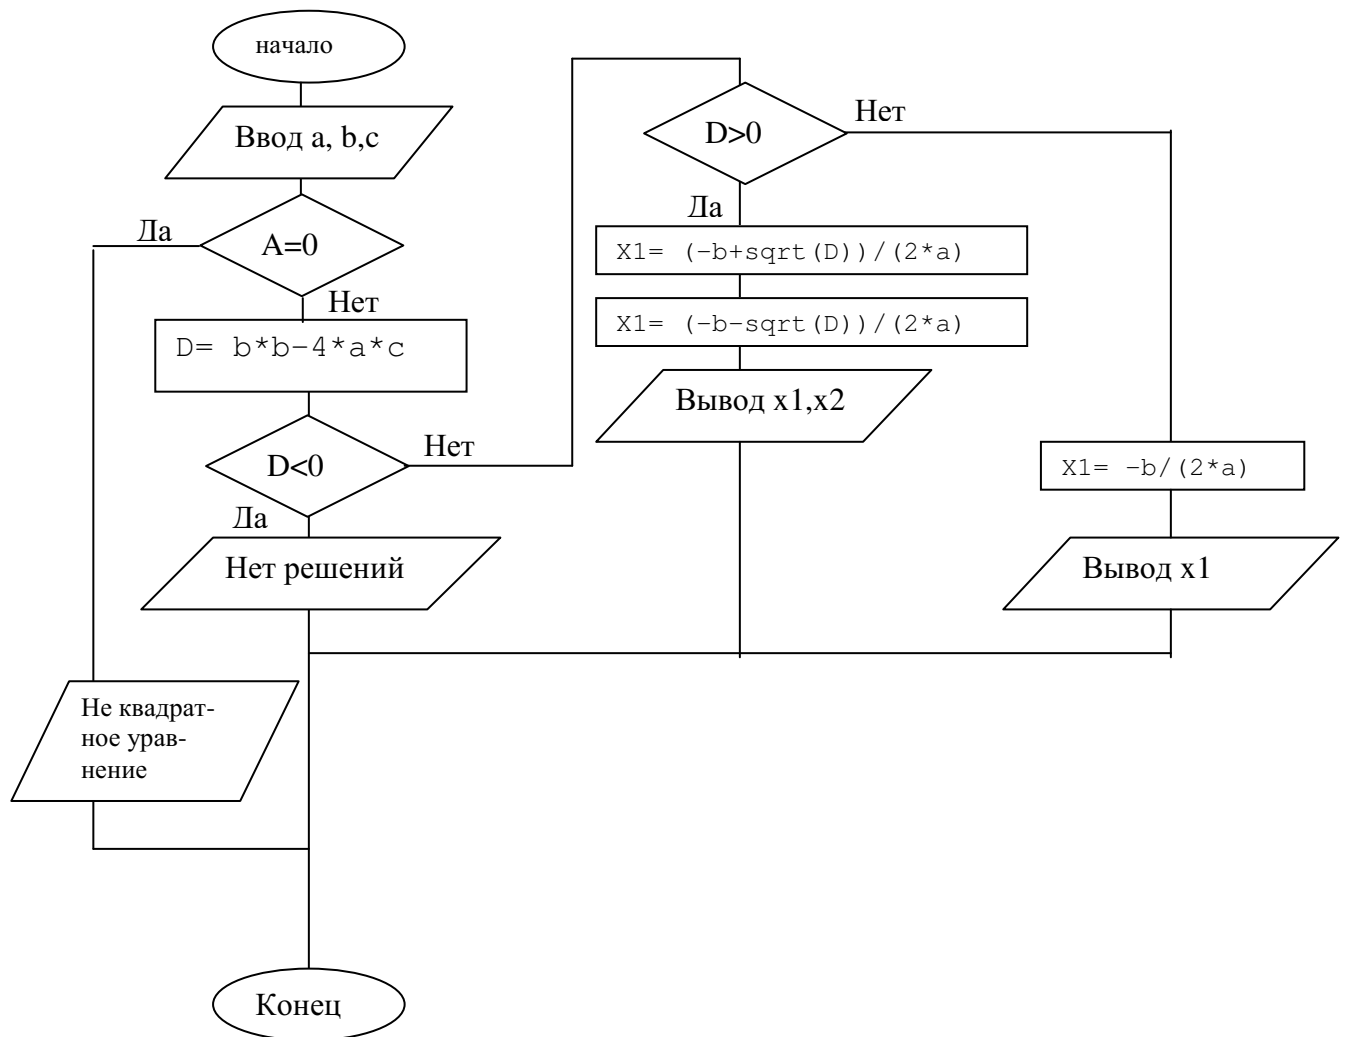 начало
Ввод a, b,c
Да
A=0
Нет
D= b*b-4*a*c
D<0
Нет
Да
Нет решений
Не квадрат-
ное урав-
нение
Конец
D>0
Нет
Да
X1= (-b+sqrt(D))/(2*a)
X1= (-b-sqrt(D))/(2*a)
Вывод x1,x2
X1= -b/(2*a)
Вывод x1